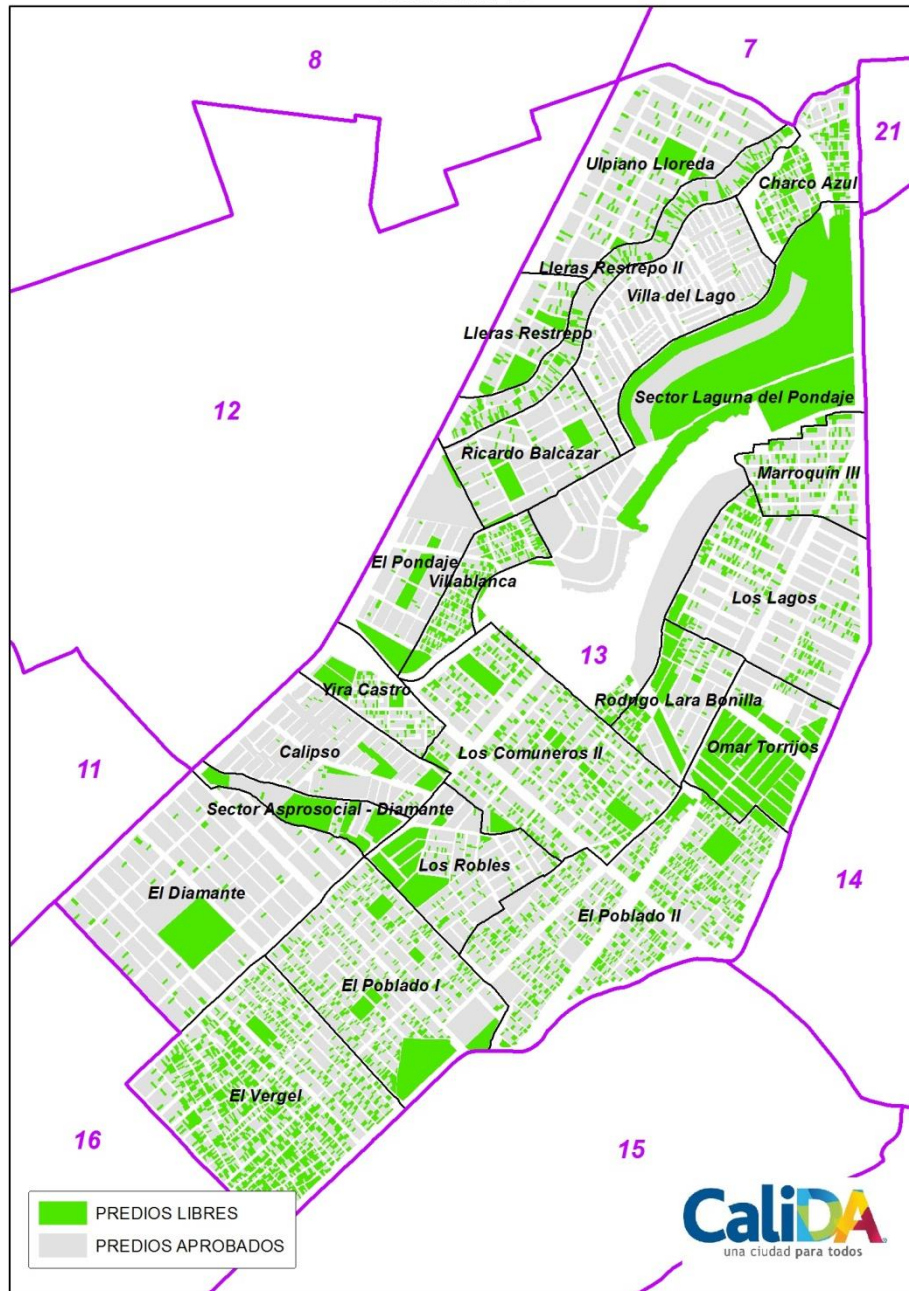 8
7
21
Ulpiano Lloreda
Charco Azul
Lleras Restrepo II
Villa del Lago
Lleras Restrepo
12
Sector Laguna del Pondaje
Ricardo Balcázar
Marroquín III
El Pondaje
Villablanca
Los Lagos
13
Yira Castro
Rodrigo Lara Bonilla
Calipso
Los Comuneros II
Omar Torrijos
11
Sector Asprosocial - Diamante
Los Robles
El Diamante
14
El Poblado II
El Poblado I
El Vergel
16
15
PREDIOS LIBRES
PREDIOS APROBADOS
CaliDA
una ciudad para todos